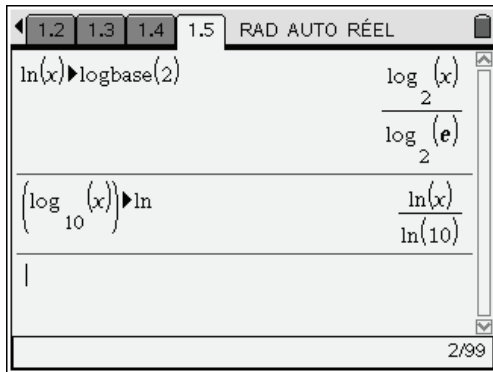 1.2 1.3 1.4 1.5 RAD AUTO RÉEL
ln(x)▶logbase(2)
log₂(x)
log₂(e)
(log₁₀(x))▶ln
ln(x)
ln(10)
2/99